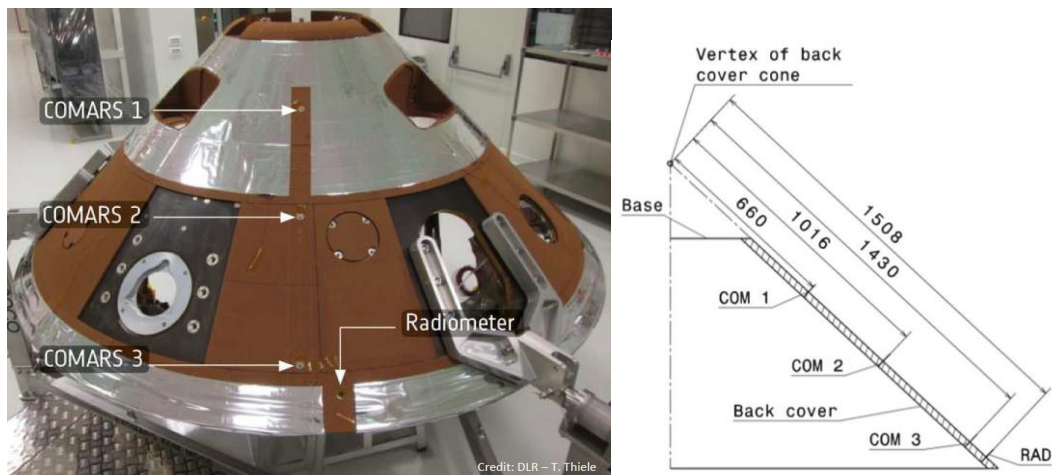 COMARS 1
COMARS 2
Radiometer
COMARS 3
Credit: DLR – T. Thiele
Vertex of back
cover cone
Base
660
1016
1508
1430
COM 1
COM 2
Back cover
COM 3
RAD